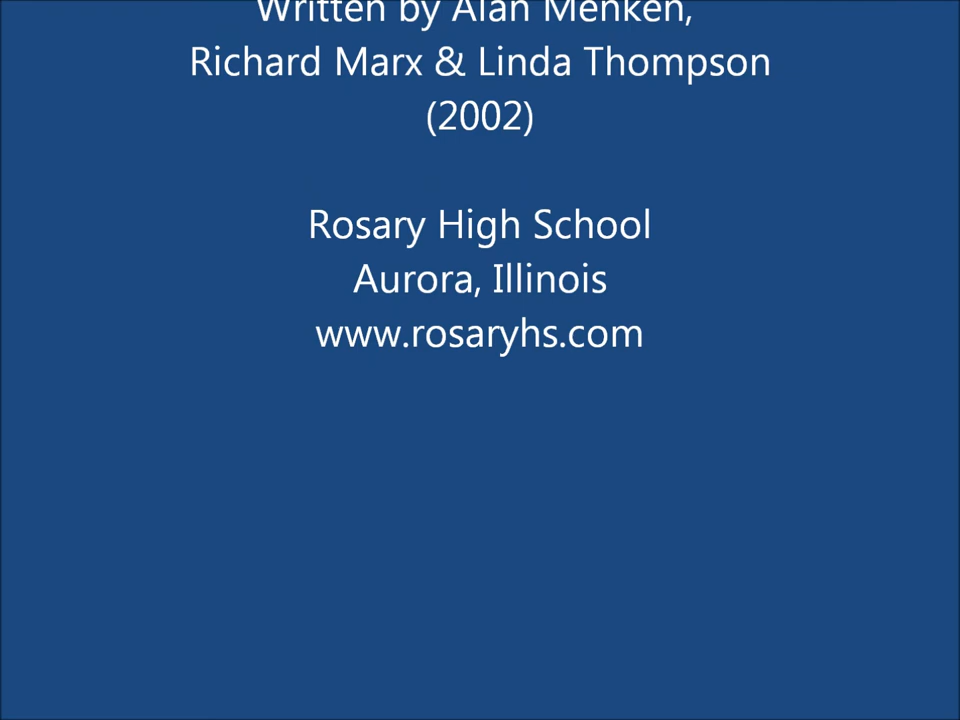 Written by Alan Menken,
Richard Marx & Linda Thompson
(2002)
Rosary High School
Aurora, Illinois
www.rosaryhs.com